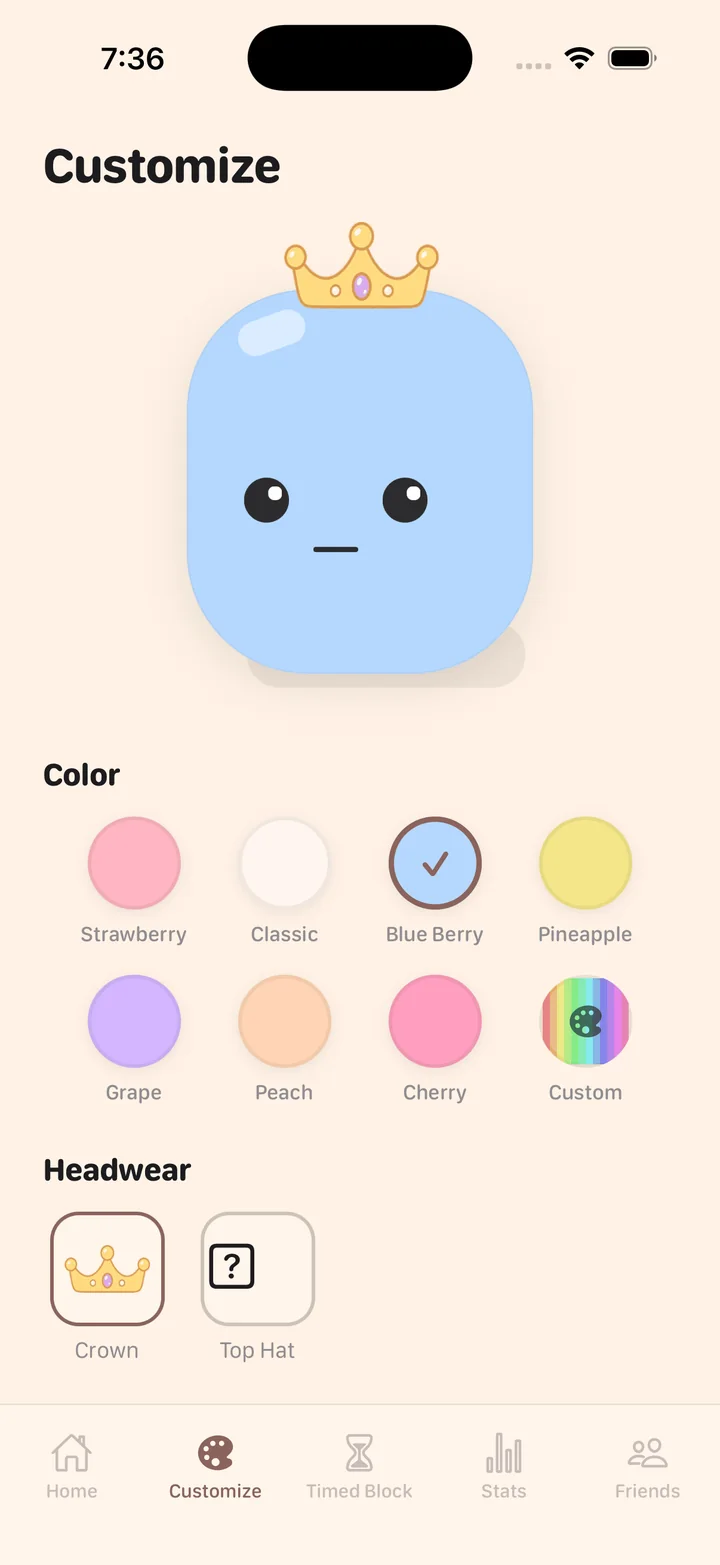 7:36
Customize
Color
Strawberry Classic Blue Berry Pineapple
Grape Peach Cherry Custom
Headwear
?
Crown Top Hat
Home Customize Timed Block Stats Friends